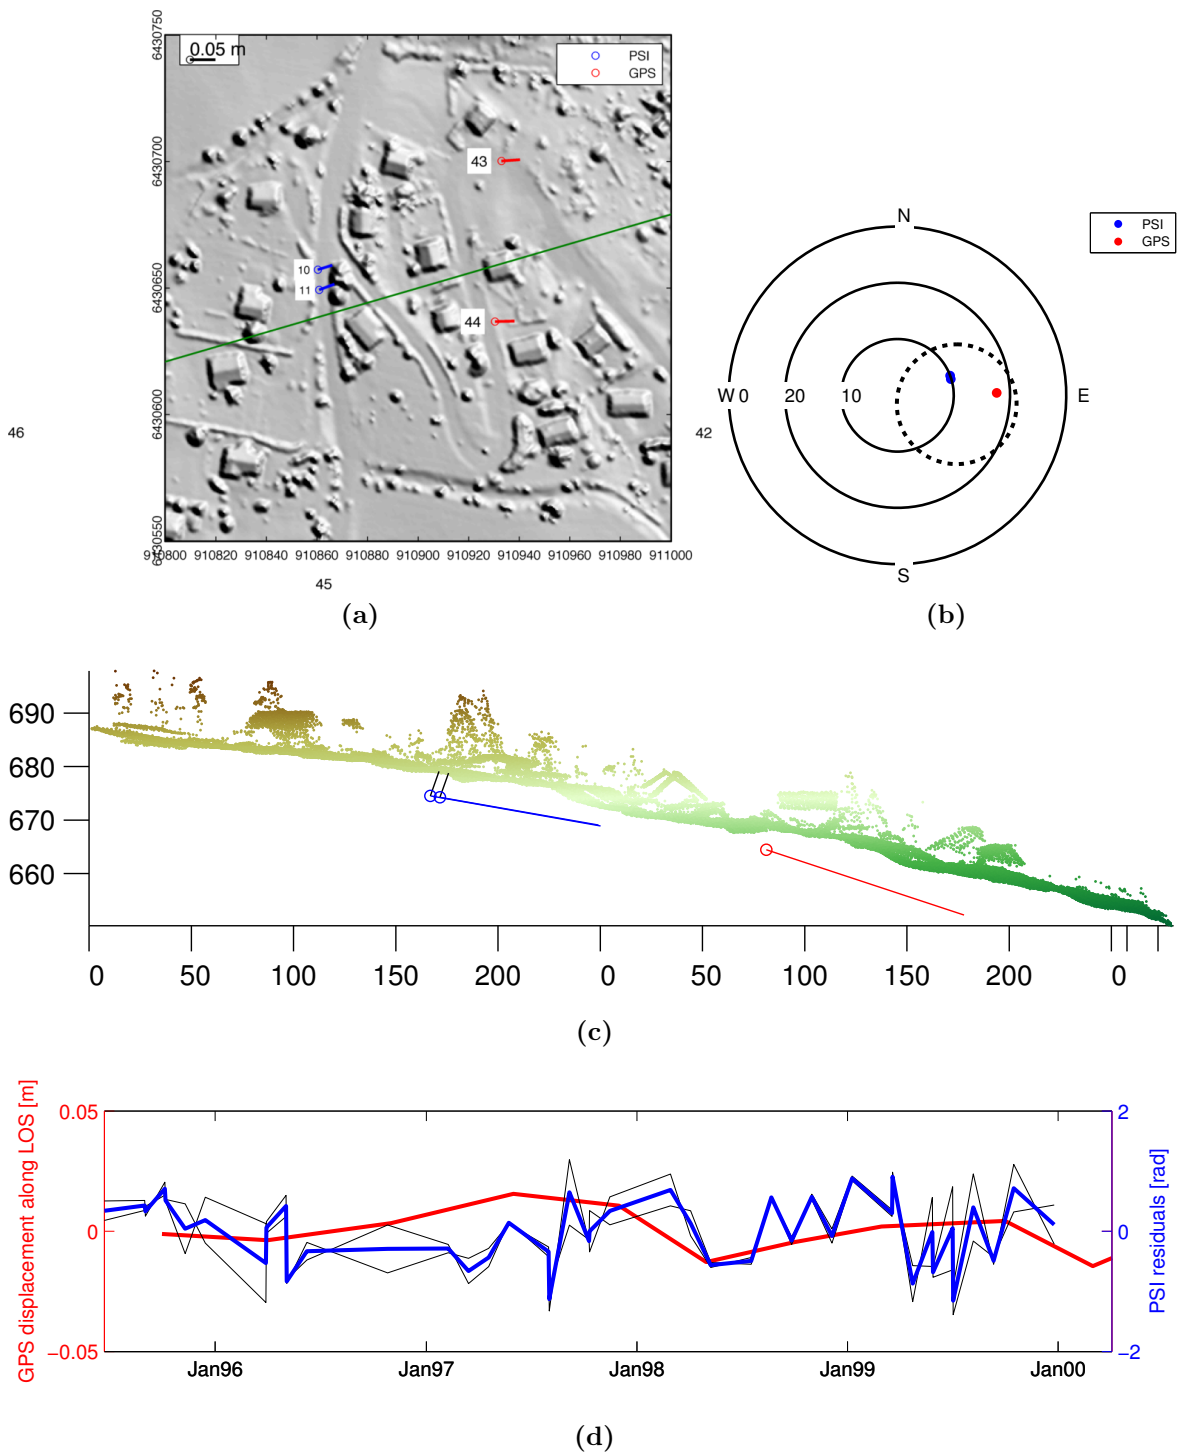 0.05 m
PSI
GPS
6430750
6430700
6430650
6430600
6430550
43
10
11
44
46
42
910800 910820 910840 910860 910880 910900 910920 910940 910960 910980 911000
45
(a)
PSI
GPS
N
W 0 20 10 E
S
(b)
690
680
670
660
0 50 100 150 200 0 50 100 150 200 0
(c)
GPS displacement along LOS [m]
0.05
0
−0.05
2
0
−2
PSI residuals [rad]
Jan96 Jan97 Jan98 Jan99 Jan00
(d)